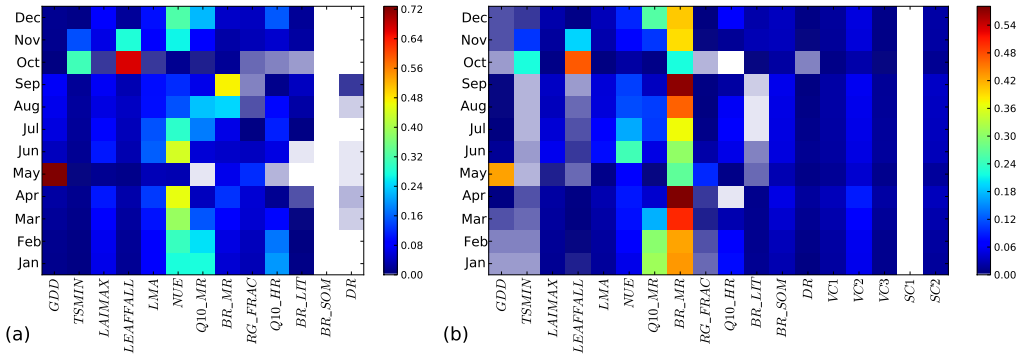 Dec
Nov
Oct
Sep
Aug
Jul
Jun
May
Apr
Mar
Feb
Jan
GDD
TSMIN
LAIMAX
LEAFFALL
LMA
NUE
Q10_MR
BR_MR
RG_FRAC
Q10_HR
BR_LIT
BR_SOM
DR
0.72
0.64
0.56
0.48
0.40
0.32
0.24
0.16
0.08
0.00
(a)
Dec
Nov
Oct
Sep
Aug
Jul
Jun
May
Apr
Mar
Feb
Jan
GDD
TSMIN
LAIMAX
LEAFFALL
LMA
NUE
Q10_MR
BR_MR
RG_FRAC
Q10_HR
BR_LIT
BR_SOM
DR
VC1
VC2
VC3
SC1
SC2
0.54
0.48
0.42
0.36
0.30
0.24
0.18
0.12
0.06
0.00
(b)